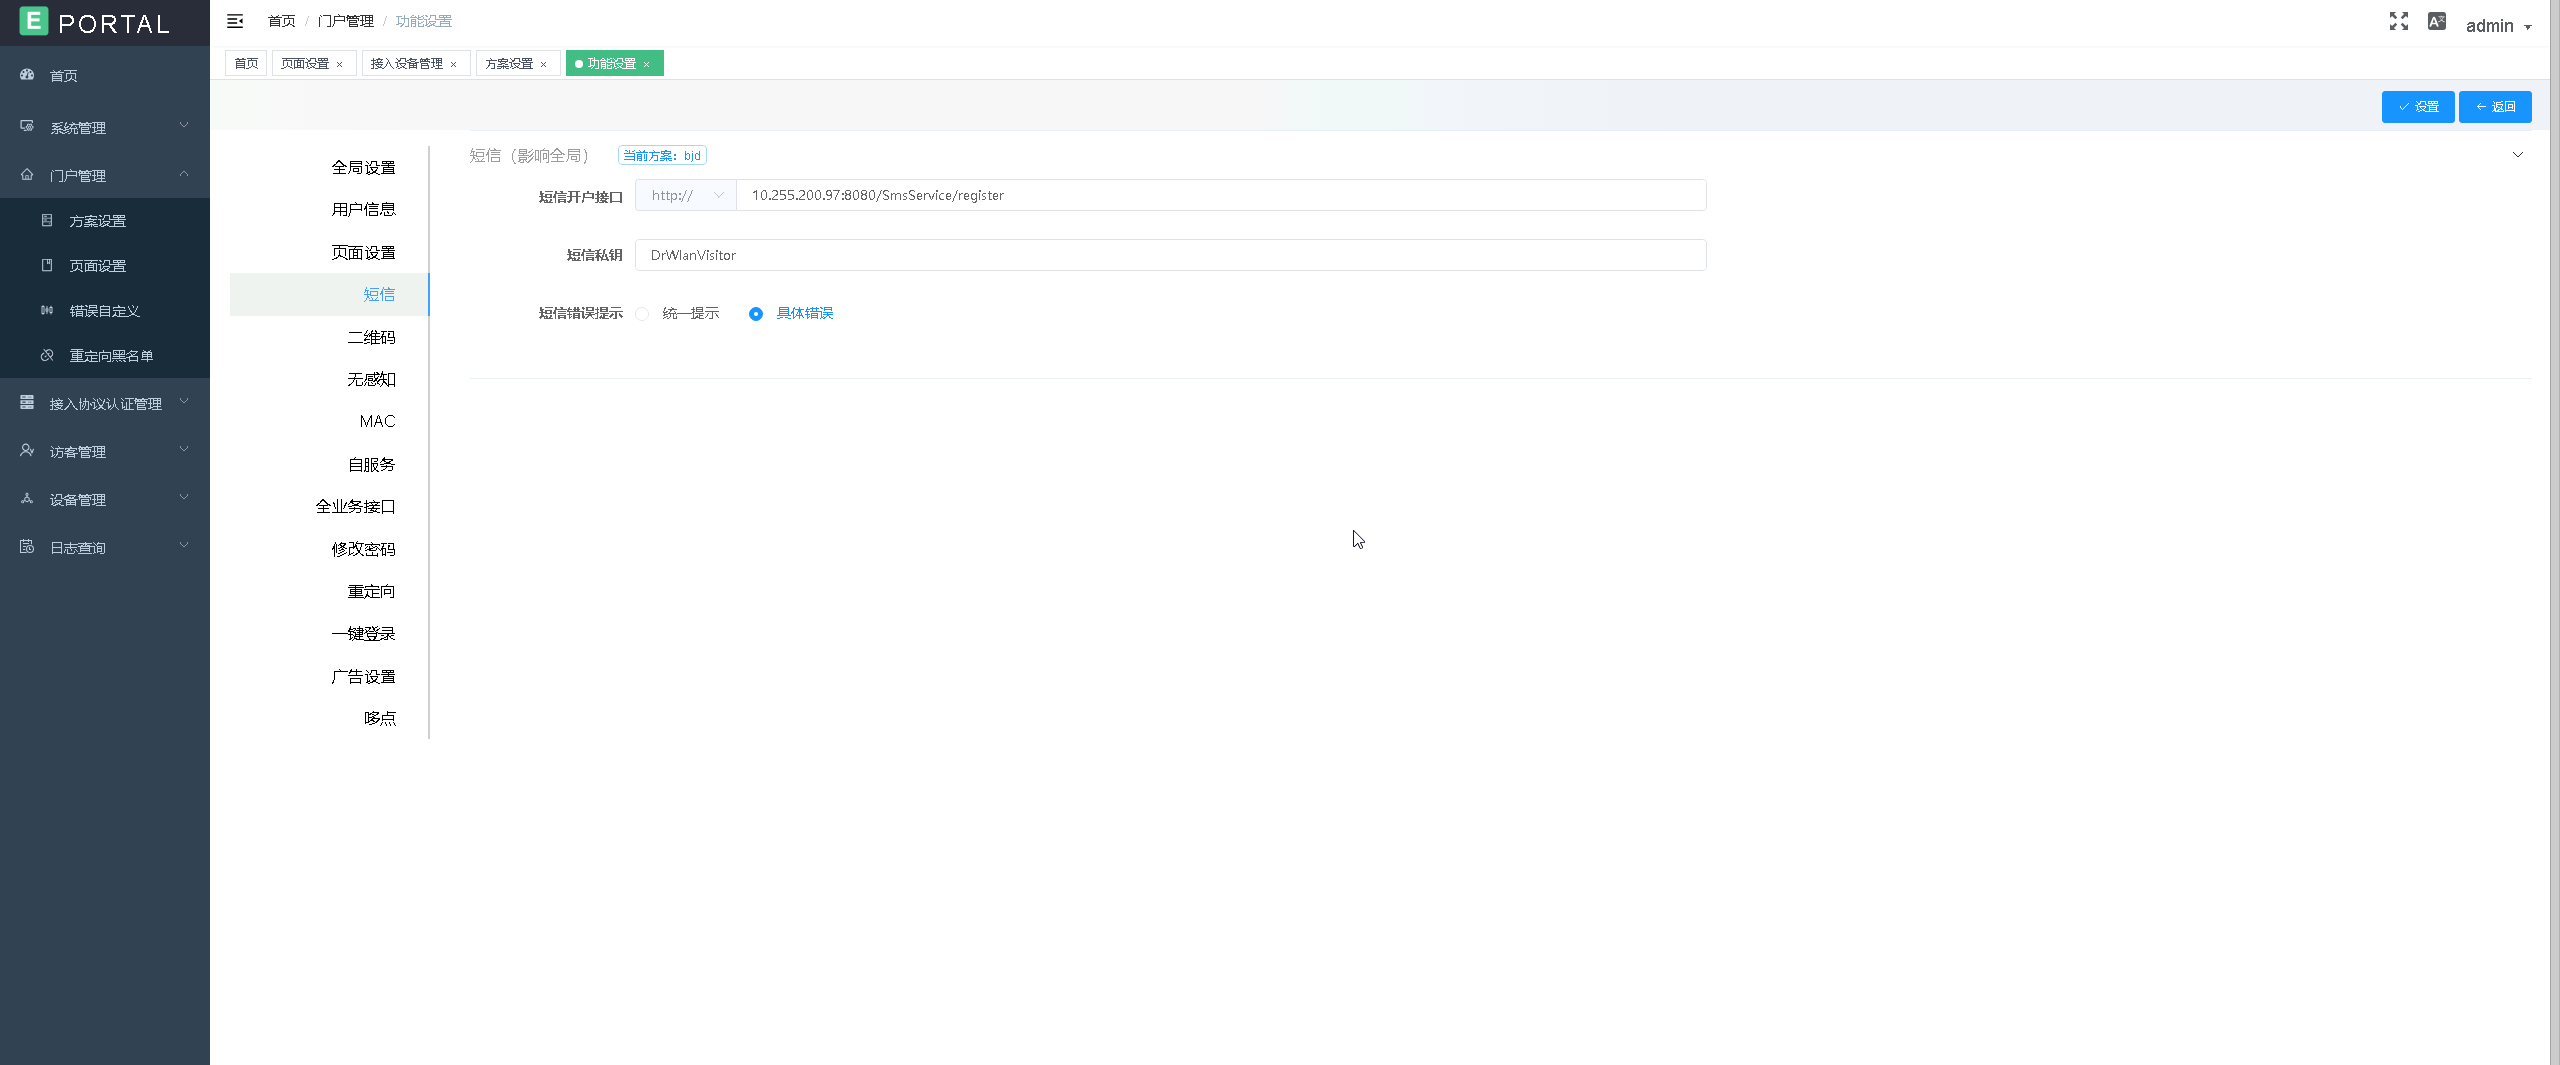 E PORTAL
首页 / 门户管理 / 功能设置
admin
首页
页面设置 ×
接入设备管理 ×
方案设置 ×
功能设置 ×
设置
返回
首页
系统管理
门户管理
方案设置
页面设置
错误自定义
重定向黑名单
接入协议认证管理
访客管理
设备管理
日志查询
全局设置
用户信息
页面设置
短信
二维码
无感知
MAC
自服务
全业务接口
修改密码
重定向
一键登录
广告设置
哆点
短信（影响全局） 当前方案：bjd
短信开户接口 http:// 10.255.200.97:8080/SmsService/register
短信私钥 DrWlanVisitor
短信错误提示 统一提示 具体错误